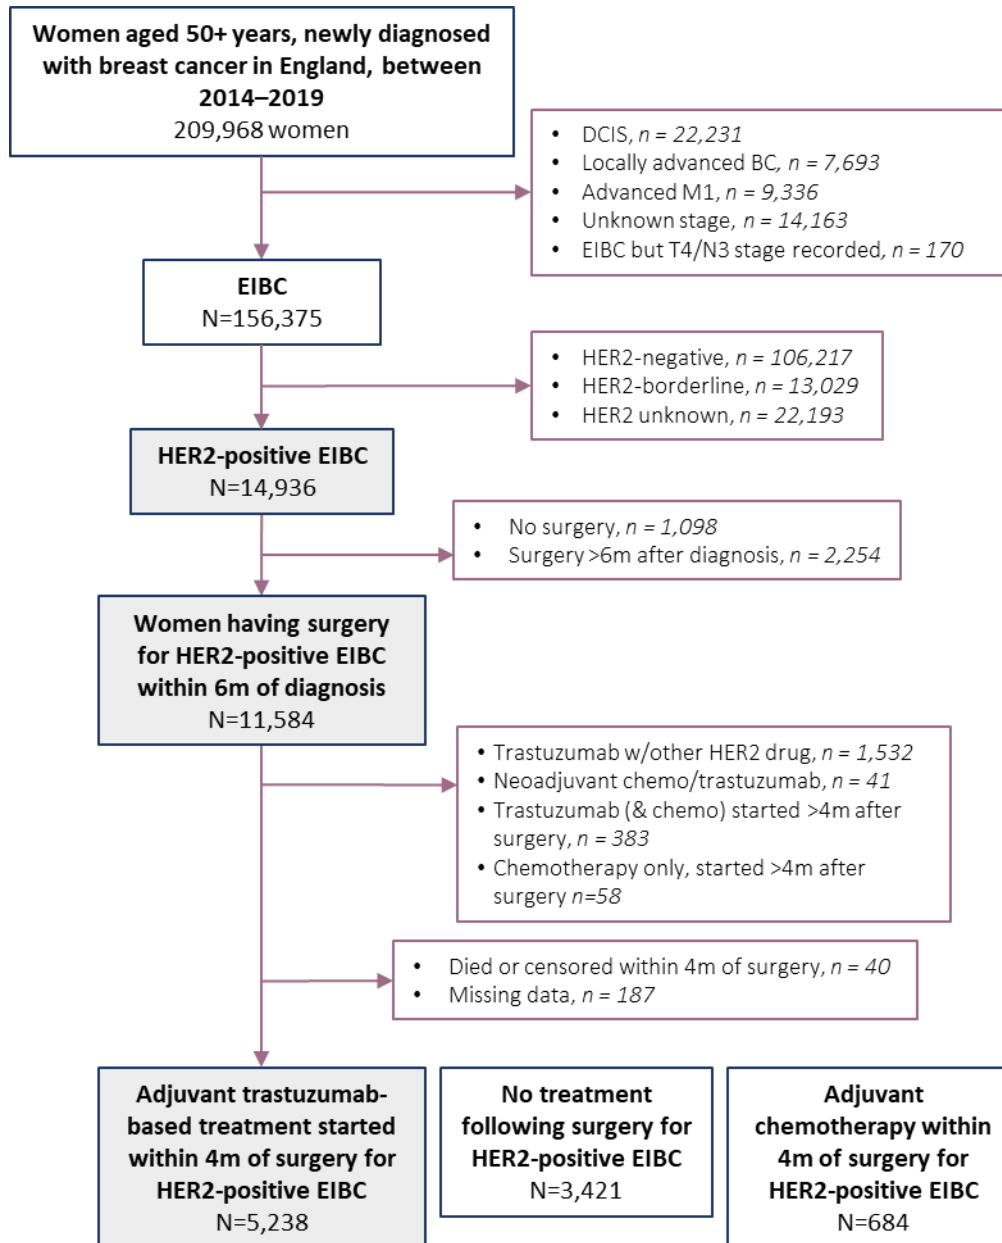 Women aged 50+ years, newly diagnosed
with breast cancer in England, between
2014–2019
209,968 women
• DCIS, n = 22,231
• Locally advanced BC, n = 7,693
• Advanced M1, n = 9,336
• Unknown stage, n = 14,163
• EIBC but T4/N3 stage recorded, n = 170
EIBC
N=156,375
• HER2-negative, n = 106,217
• HER2-borderline, n = 13,029
• HER2 unknown, n = 22,193
HER2-positive EIBC
N=14,936
• No surgery, n = 1,098
• Surgery >6m after diagnosis, n = 2,254
Women having surgery
for HER2-positive EIBC
within 6m of diagnosis
N=11,584
• Trastuzumab w/other HER2 drug, n = 1,532
• Neoadjuvant chemo/trastuzumab, n = 41
• Trastuzumab (& chemo) started >4m after
surgery, n = 383
• Chemotherapy only, started >4m after
surgery n=58
• Died or censored within 4m of surgery, n = 40
• Missing data, n = 187
Adjuvant trastuzumab-
based treatment started
within 4m of surgery for
HER2-positive EIBC
N=5,238
No treatment
following surgery for
HER2-positive EIBC
N=3,421
Adjuvant
chemotherapy within
4m of surgery for
HER2-positive EIBC
N=684